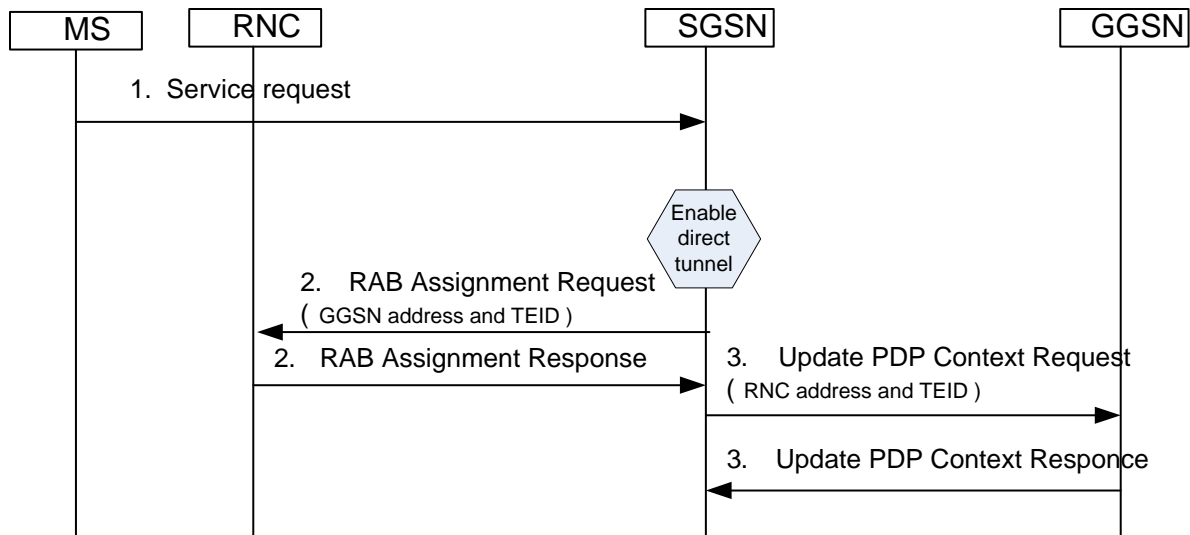 MS
RNC
SGSN
GGSN
1. Service request
Enable
direct
tunnel
2. RAB Assignment Request
( GGSN address and TEID )
2. RAB Assignment Response
3. Update PDP Context Request
( RNC address and TEID )
3. Update PDP Context Responce